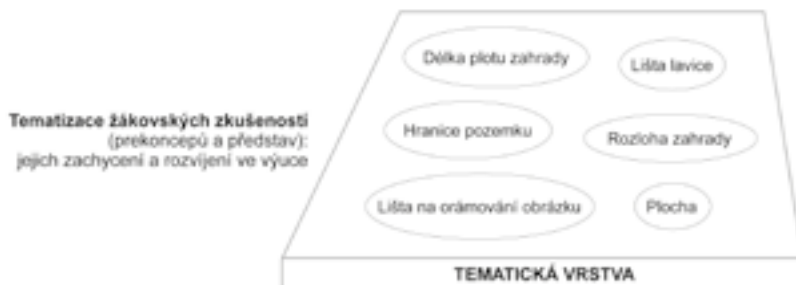 Tematizace žákovských zkušeností
(prekonceptů a představ):
jejich zachycení a rozvíjení ve výuce
Délka plotu zahrady
Lišta lavice
Hranice pozemku
Rozloha zahrady
Lišta na orámování obrázku
Plocha
TEMATICKÁ VRSTVA